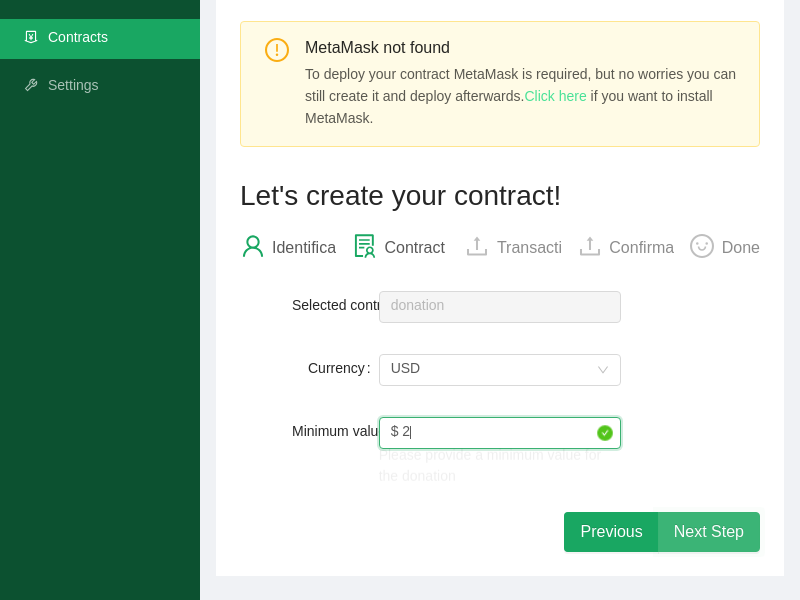 Contracts
Settings
MetaMask not found
To deploy your contract MetaMask is required, but no worries you can
still create it and deploy afterwards.Click here if you want to install
MetaMask.
Let's create your contract!
Identifica
Contract
Transacti
Confirma
Done
Selected contr
donation
Currency :
USD
Minimum valu
$ 2
Please provide a minimum value for
the donation
Previous
Next Step